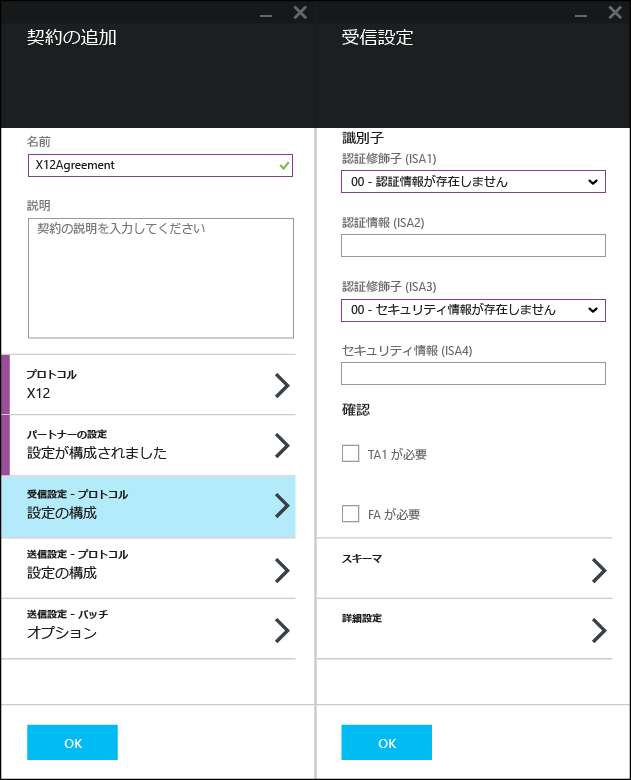 契約の追加
名前
X12Agreement
説明
契約の説明を入力してください
プロトコル
X12
パートナーの設定
設定が構成されました
受信設定 - プロトコル
設定の構成
送信設定 - プロトコル
設定の構成
送信設定 - バッチ
オプション
OK
受信設定
識別子
認証修飾子 (ISA1)
00 - 認証情報が存在しません
認証情報 (ISA2)
認証修飾子 (ISA3)
00 - セキュリティ情報が存在しません
セキュリティ情報 (ISA4)
確認
TA1 が必要
FA が必要
スキーマ
詳細設定
OK